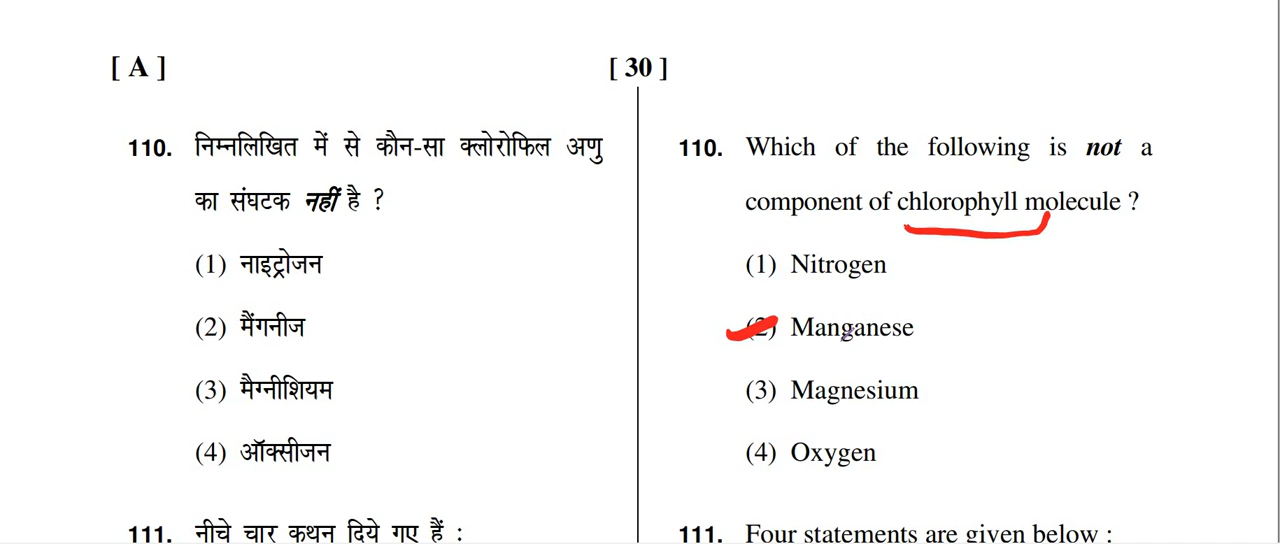 [ A ]
[ 30 ]
110. निम्नलिखित में से कौन-सा क्लोरोफिल अणु
का संघटक नहीं है ?
(1) नाइट्रोजन
(2) मैंगनीज
(3) मैग्नीशियम
(4) ऑक्सीजन
111. नीचे चार कथन दिये गए हैं :
110. Which of the following is not a
component of chlorophyll molecule ?
(1) Nitrogen
(2) Manganese
(3) Magnesium
(4) Oxygen
111. Four statements are given below :